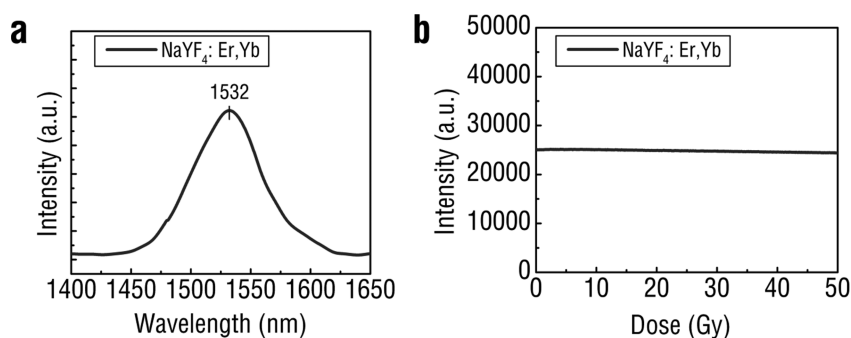 a
NaYF₄: Er,Yb
1532
Intensity (a.u.)
1400 1450 1500 1550 1600 1650
Wavelength (nm)
b
50000
NaYF₄: Er,Yb
40000
30000
20000
10000
0
Intensity (a.u.)
0 10 20 30 40 50
Dose (Gy)